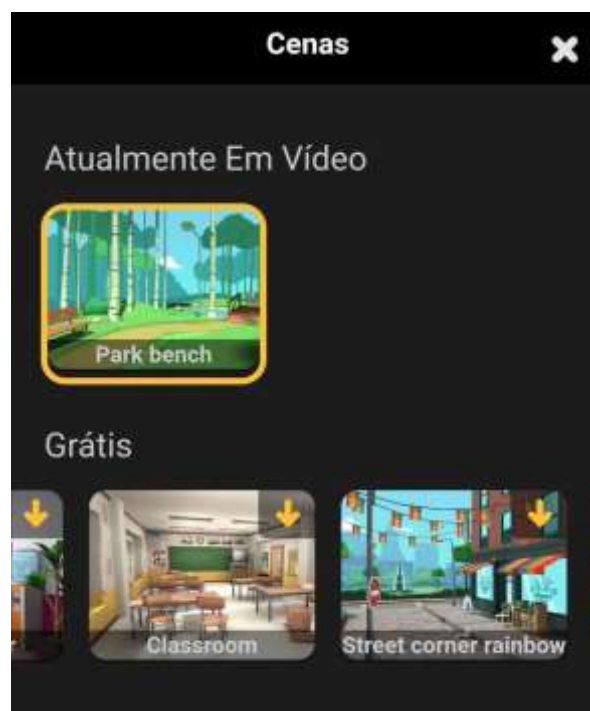 Cenas
Atualmente Em Vídeo
Park bench
Grátis
Classroom
Street corner rainbow